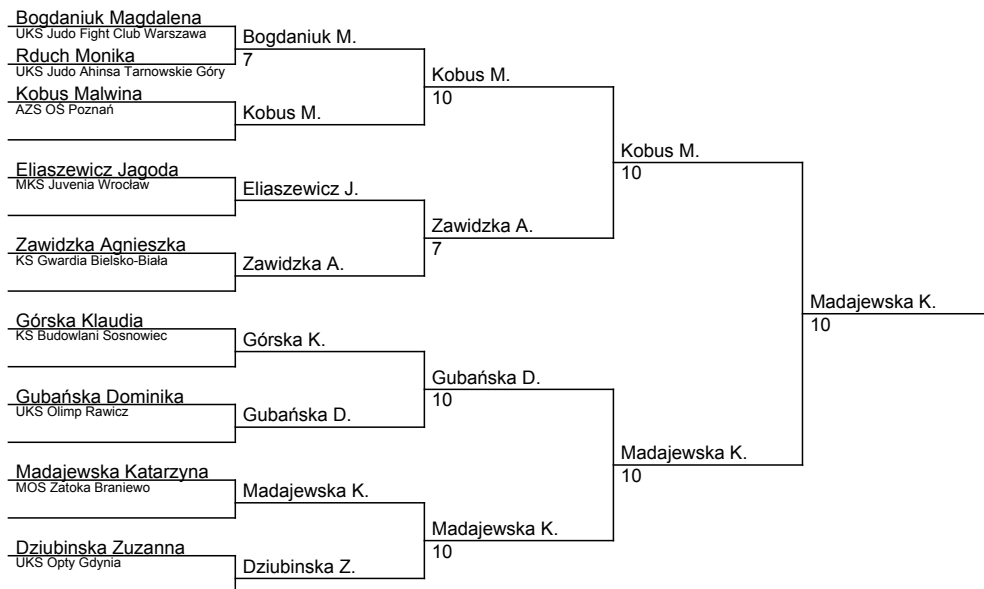 Bogdaniuk Magdalena
UKS Judo Fight Club Warszawa
Rduch Monika
UKS Judo Ahinsa Tarnowskie Góry
Kobus Malwina
AZS OŚ Poznań
Eliaszewicz Jagoda
MKS Juvenia Wrocław
Zawidzka Agnieszka
KS Gwardia Bielsko-Biała
Górska Klaudia
KS Budowlani Sosnowiec
Gubańska Dominika
UKS Olimp Rawicz
Madajewska Katarzyna
MOS Zatoka Braniewo
Dziubinska Zuzanna
UKS Opty Gdynia
Bogdaniuk M.
7
Kobus M.
Eliaszewicz J.
Zawidzka A.
Górska K.
Gubańska D.
Madajewska K.
Dziubinska Z.
Kobus M.
10
Zawidzka A.
7
Gubańska D.
10
Madajewska K.
10
Kobus M.
10
Madajewska K.
10
Madajewska K.
10